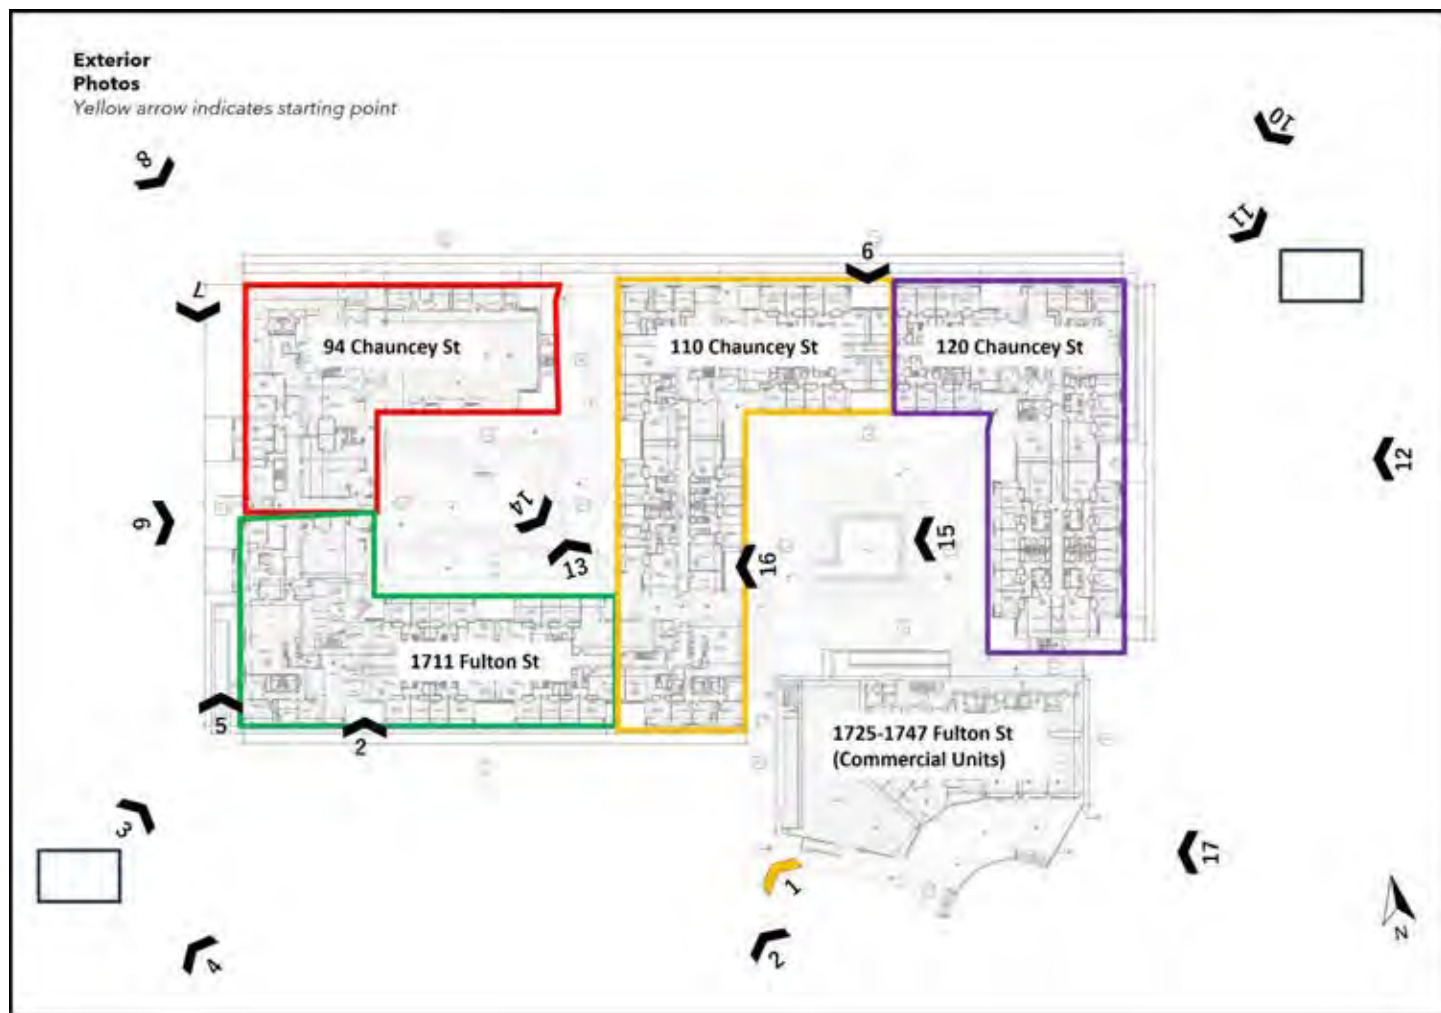 Exterior
Photos
Yellow arrow indicates starting point
8
10
11
7
9
94 Chauncey St
110 Chauncey St
120 Chauncey St
12
6
14
13
16
15
1711 Fulton St
5
2
1725-1747 Fulton St
(Commercial Units)
3
17
1
4
2
N